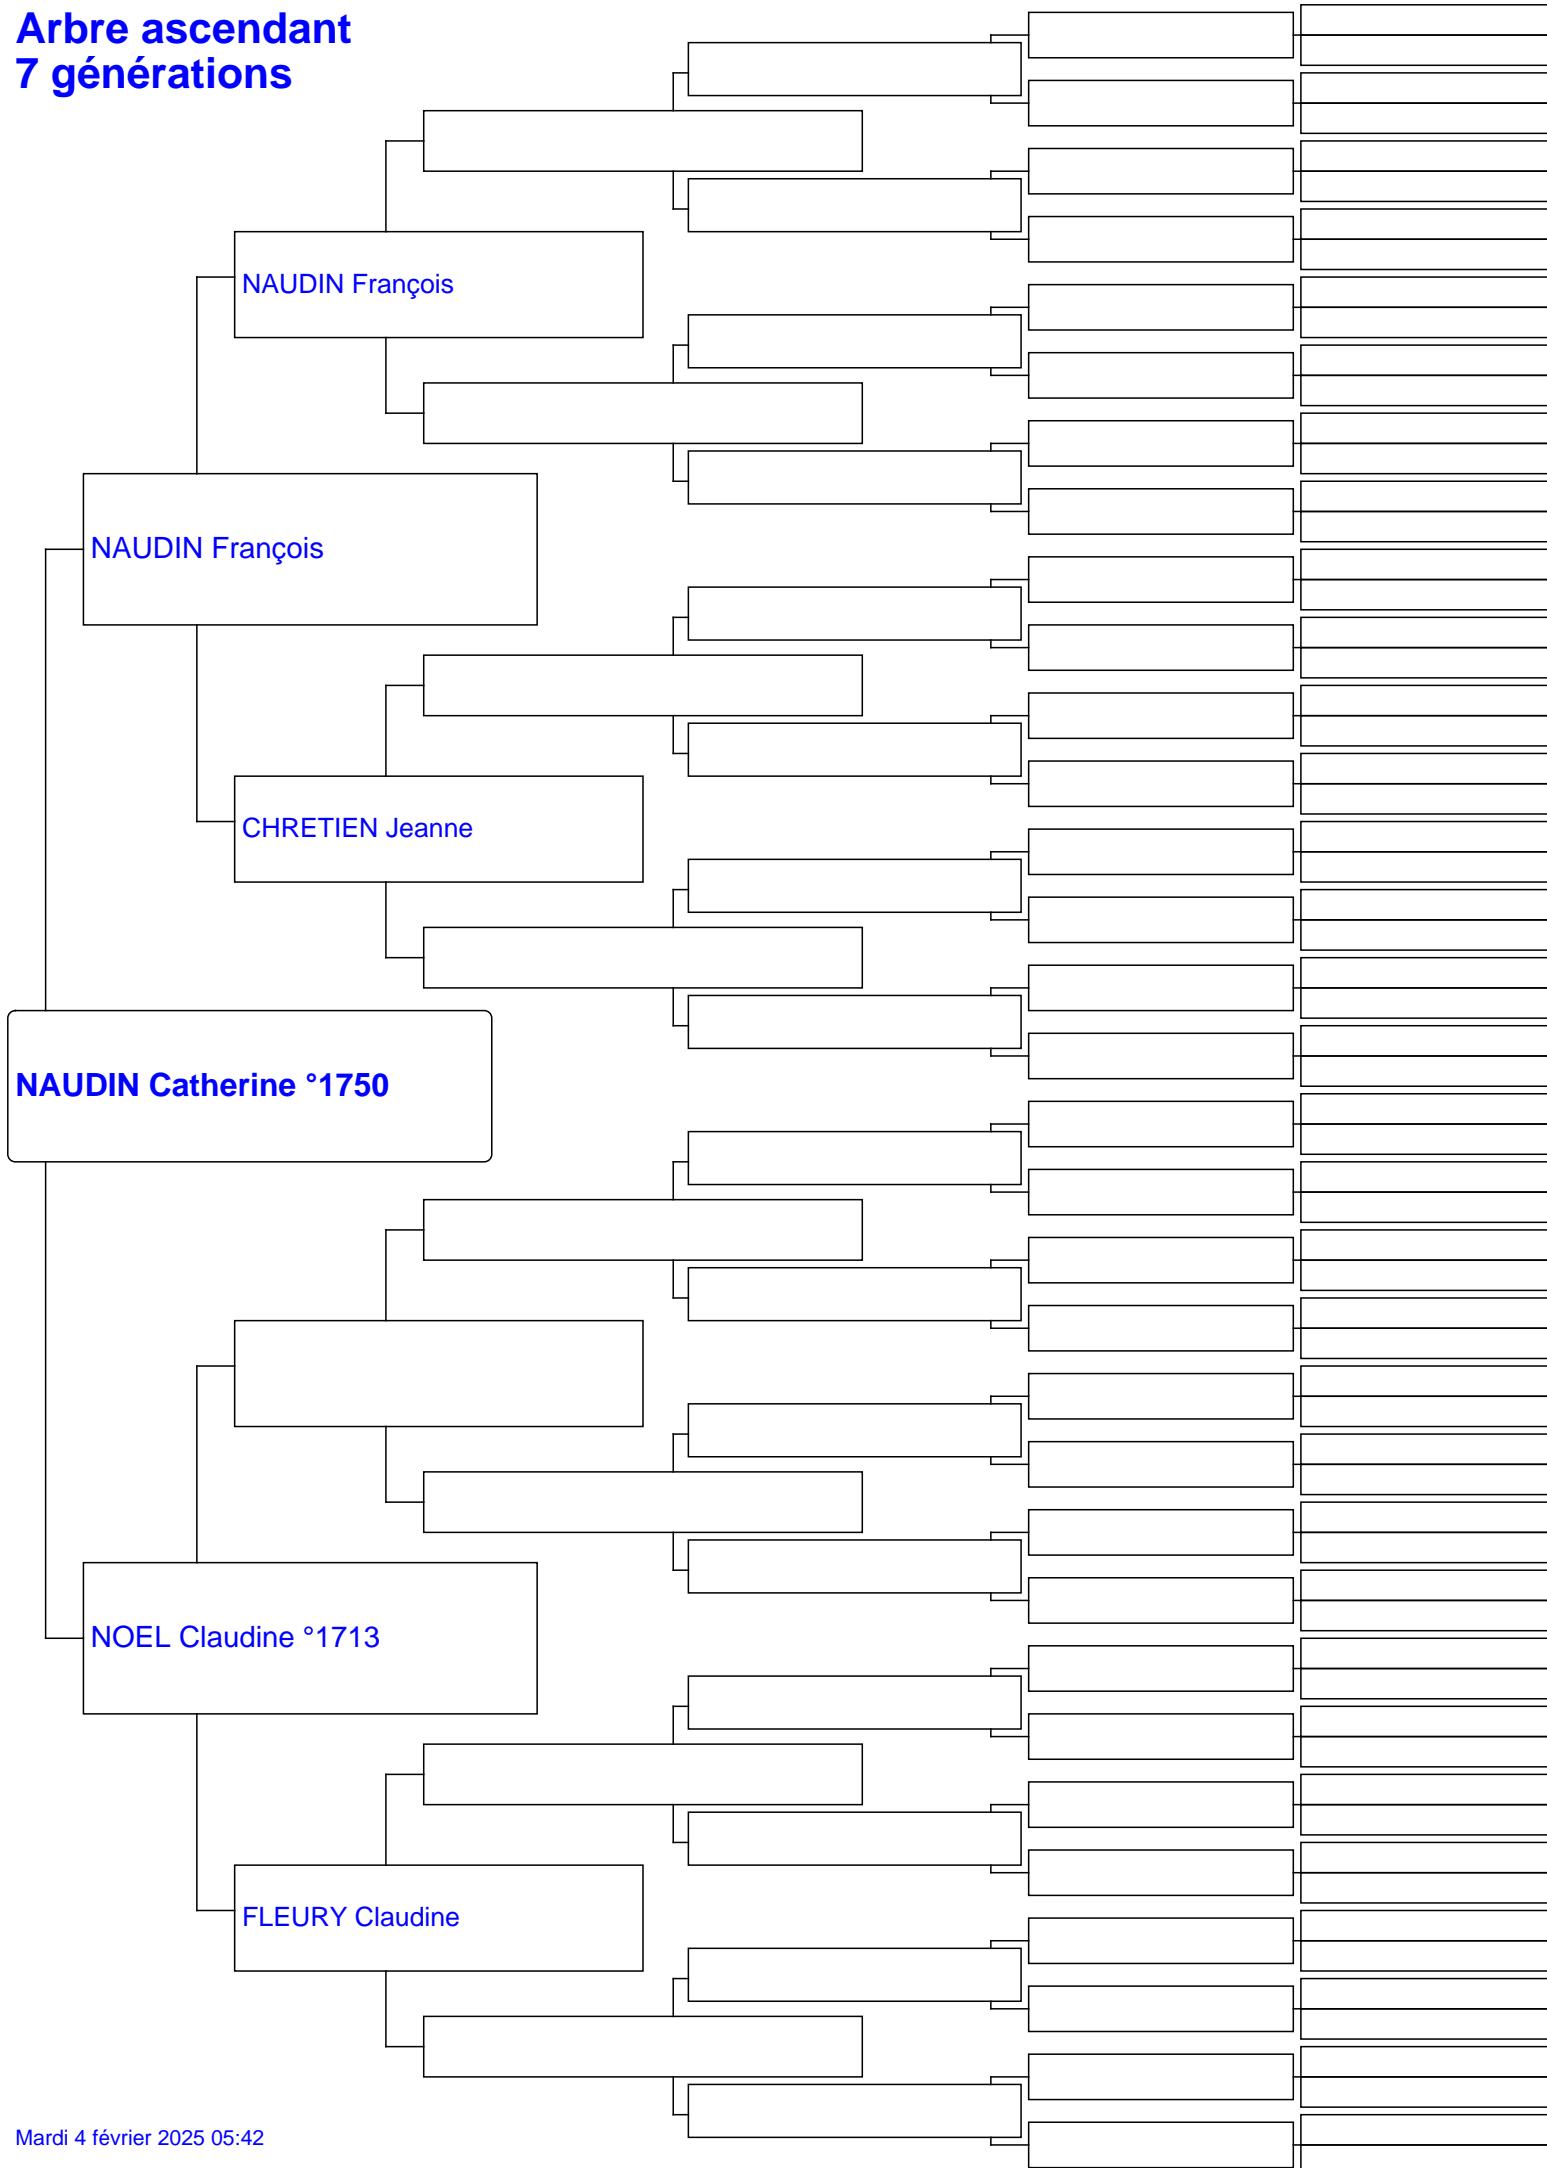 Arbre ascendant
7 générations
NAUDIN François
NAUDIN François
CHRETIEN Jeanne
NAUDIN Catherine °1750
NOEL Claudine °1713
FLEURY Claudine
Mardi 4 février 2025 05:42